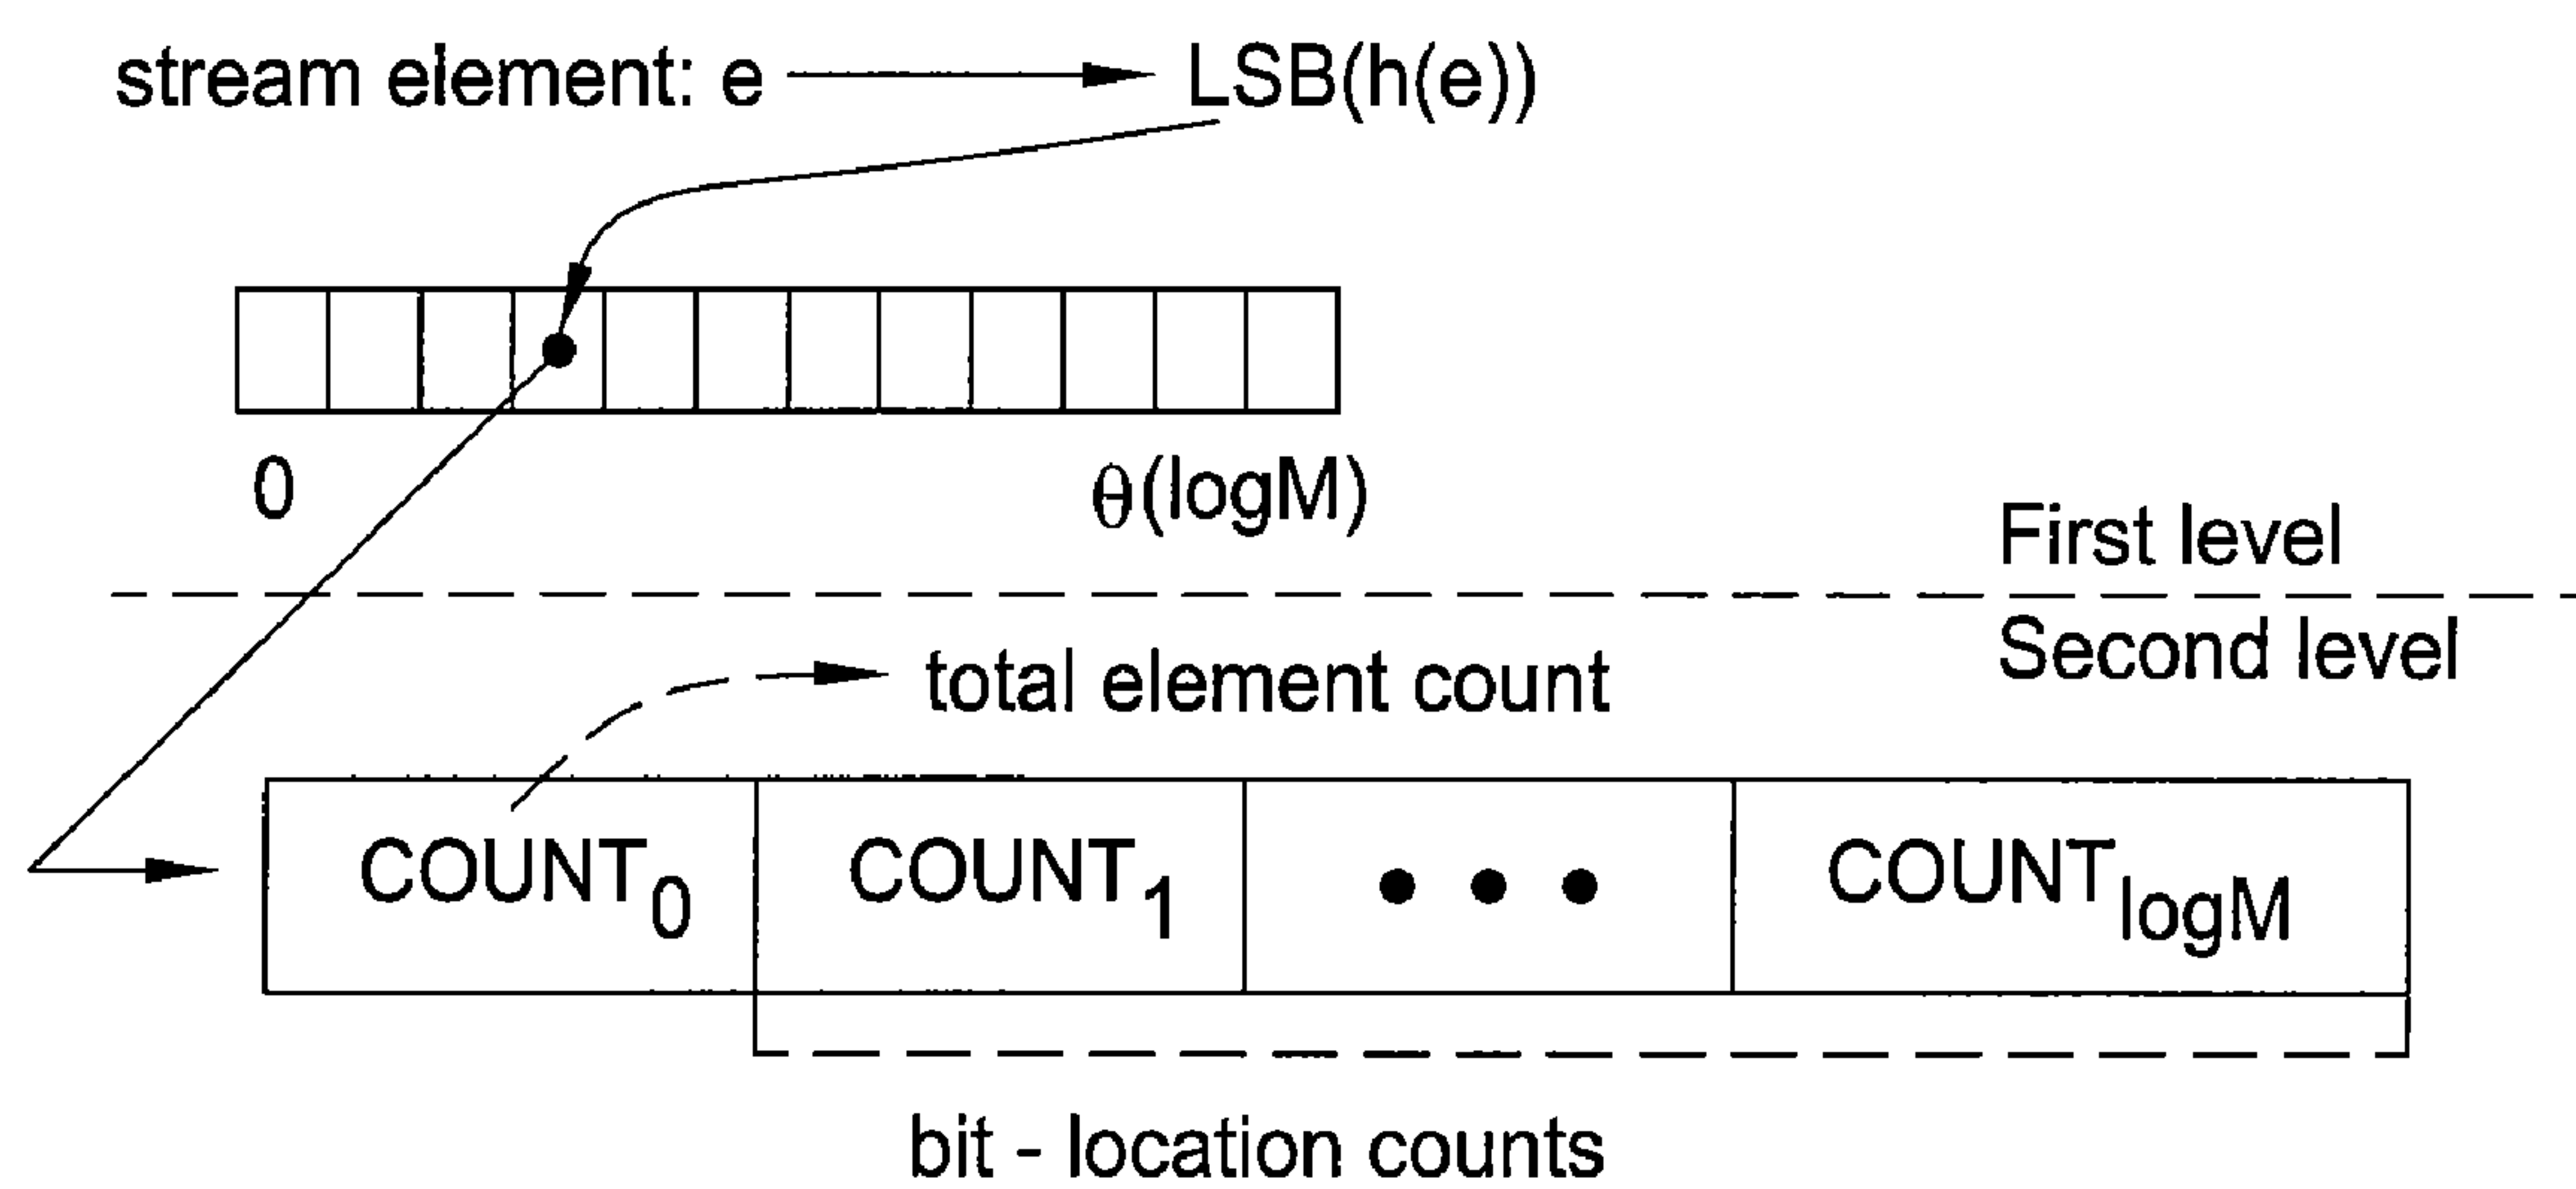 stream element: e LSB(h(e))
0 θ(logM)
First level
Second level
total element count
COUNT0 COUNT1 • • • COUNTlogM
bit - location counts